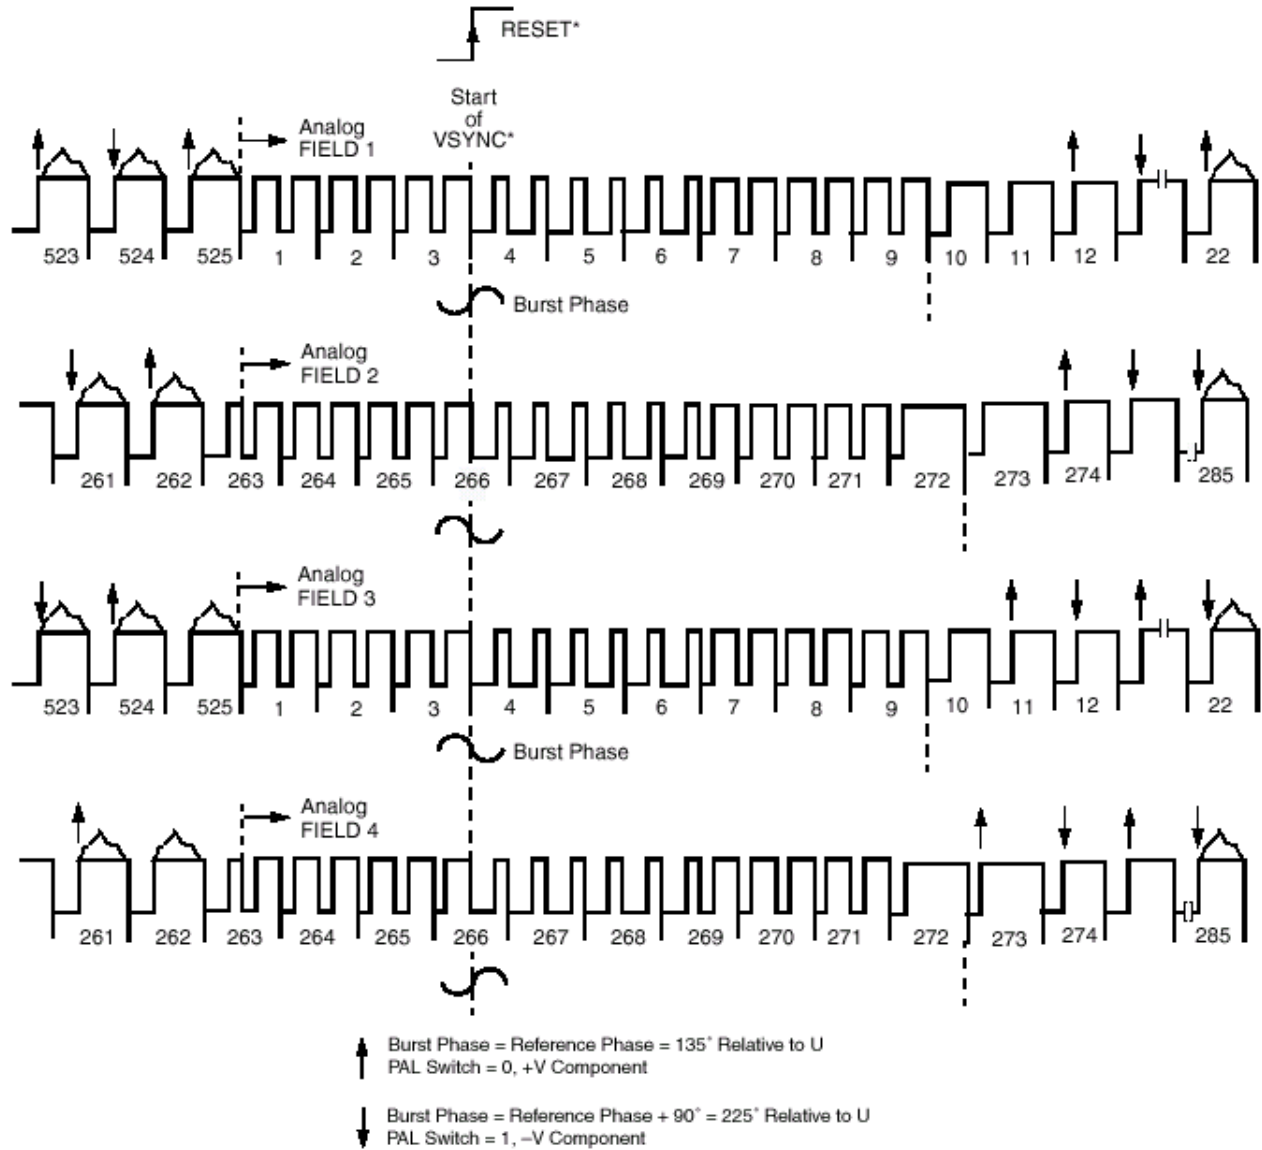 RESET*
Start
of
VSYNC*
Analog
FIELD 1
523 524 525 1 2 3 4 5 6 7 8 9 10 11 12 22
Burst Phase
Analog
FIELD 2
261 262 263 264 265 266 267 268 269 270 271 272 273 274 285
Analog
FIELD 3
523 524 525 1 2 3 4 5 6 7 8 9 10 11 12 22
Burst Phase
Analog
FIELD 4
261 262 263 264 265 266 267 268 269 270 271 272 273 274 285
Burst Phase = Reference Phase = 135° Relative to U
PAL Switch = 0, +V Component
Burst Phase = Reference Phase + 90° = 225° Relative to U
PAL Switch = 1, –V Component